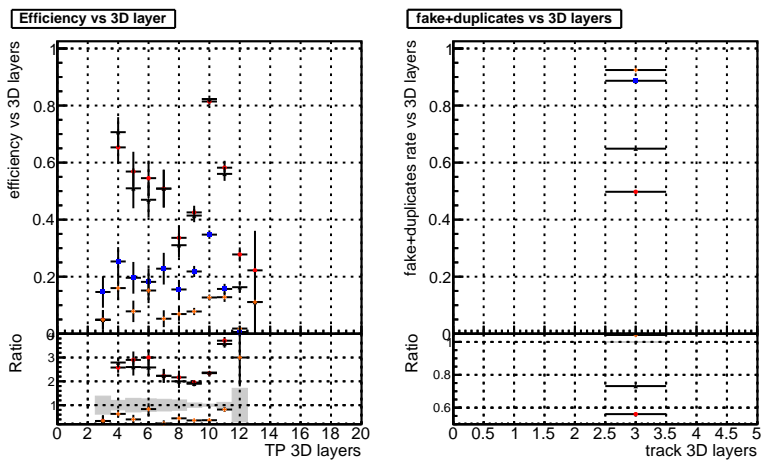 Efficiency vs 3D layer
efficiency vs 3D layers
1
0.8
0.6
0.4
0.2
0
Ratio
3
2
1
0 2 4 6 8 10 12 14 16 18 20
TP 3D layers
fake+duplicates vs 3D layers
fake+duplicates rate vs 3D layers
1
0.8
0.6
0.4
0.2
0
Ratio
1
0.8
0.6
0 0.5 1 1.5 2 2.5 3 3.5 4 4.5 5
track 3D layers